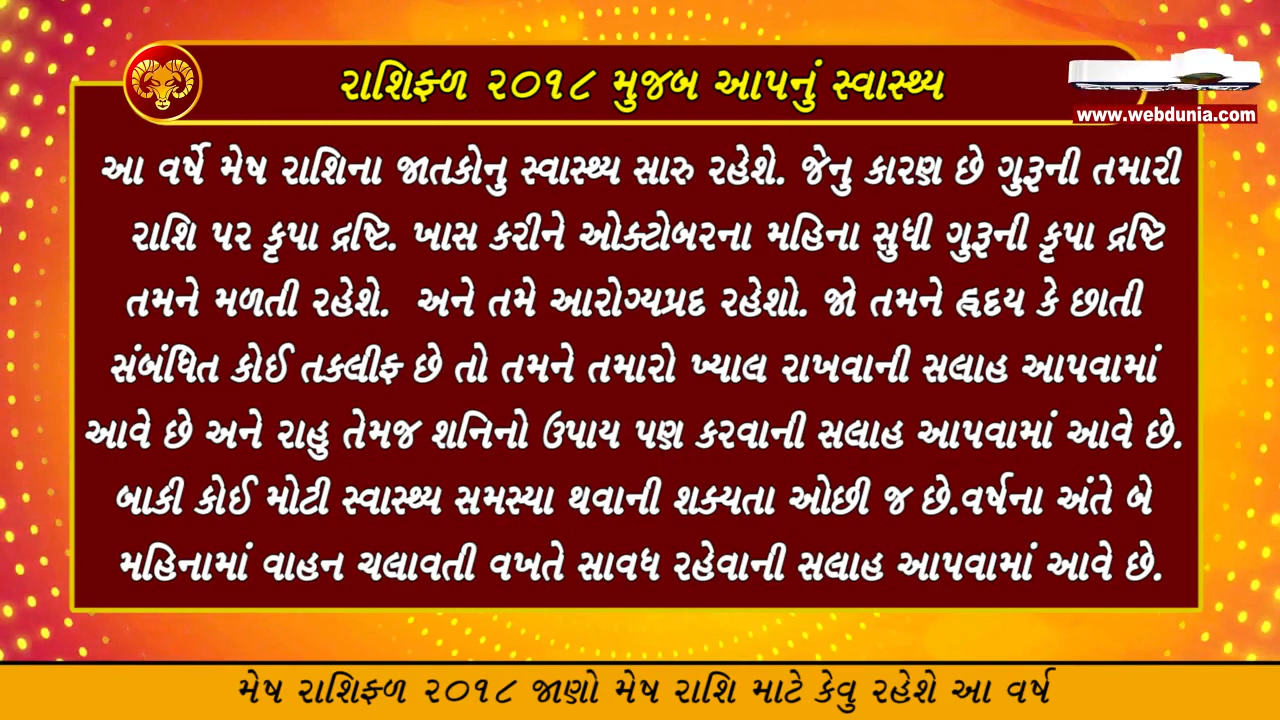 રાશિફળ ૨૦૧૮ મુજબ આપનું સ્વાસ્થ્ય
www.webdunia.com
આ વર્ષે મેષ રાશિના જાતકોનુ સ્વાસ્થ્ય સારુ રહેશે. જેનુ કારણ છે ગુરૂની તમારી
રાશિ પર કૃપા દ્રષ્ટિ. ખાસ કરીને ઓક્ટોબરના મહિના સુધી ગુરૂની કૃપા દ્રષ્ટિ
તમને મળતી રહેશે. અને તમે આરોગ્યપ્રદ રહેશો. જો તમને હ્રદય કે છાતી
સંબંધિત કોઈ તકલીફ છે તો તમને તમારો ખ્યાલ રાખવાની સલાહ આપવામાં
આવે છે અને રાહુ તેમજ શનિનો ઉપાય પણ કરવાની સલાહ આપવામાં આવે છે.
બાકી કોઈ મોટી સ્વાસ્થ્ય સમસ્યા થવાની શક્યતા ઓછી જ છે.વર્ષના અંતે બે
મહિનામાં વાહન ચલાવતી વખતે સાવધ રહેવાની સલાહ આપવામાં આવે છે.
મેષ રાશિફળ ૨૦૧૮ જાણો મેષ રાશિ માટે કેવુ રહેશે આ વર્ષ